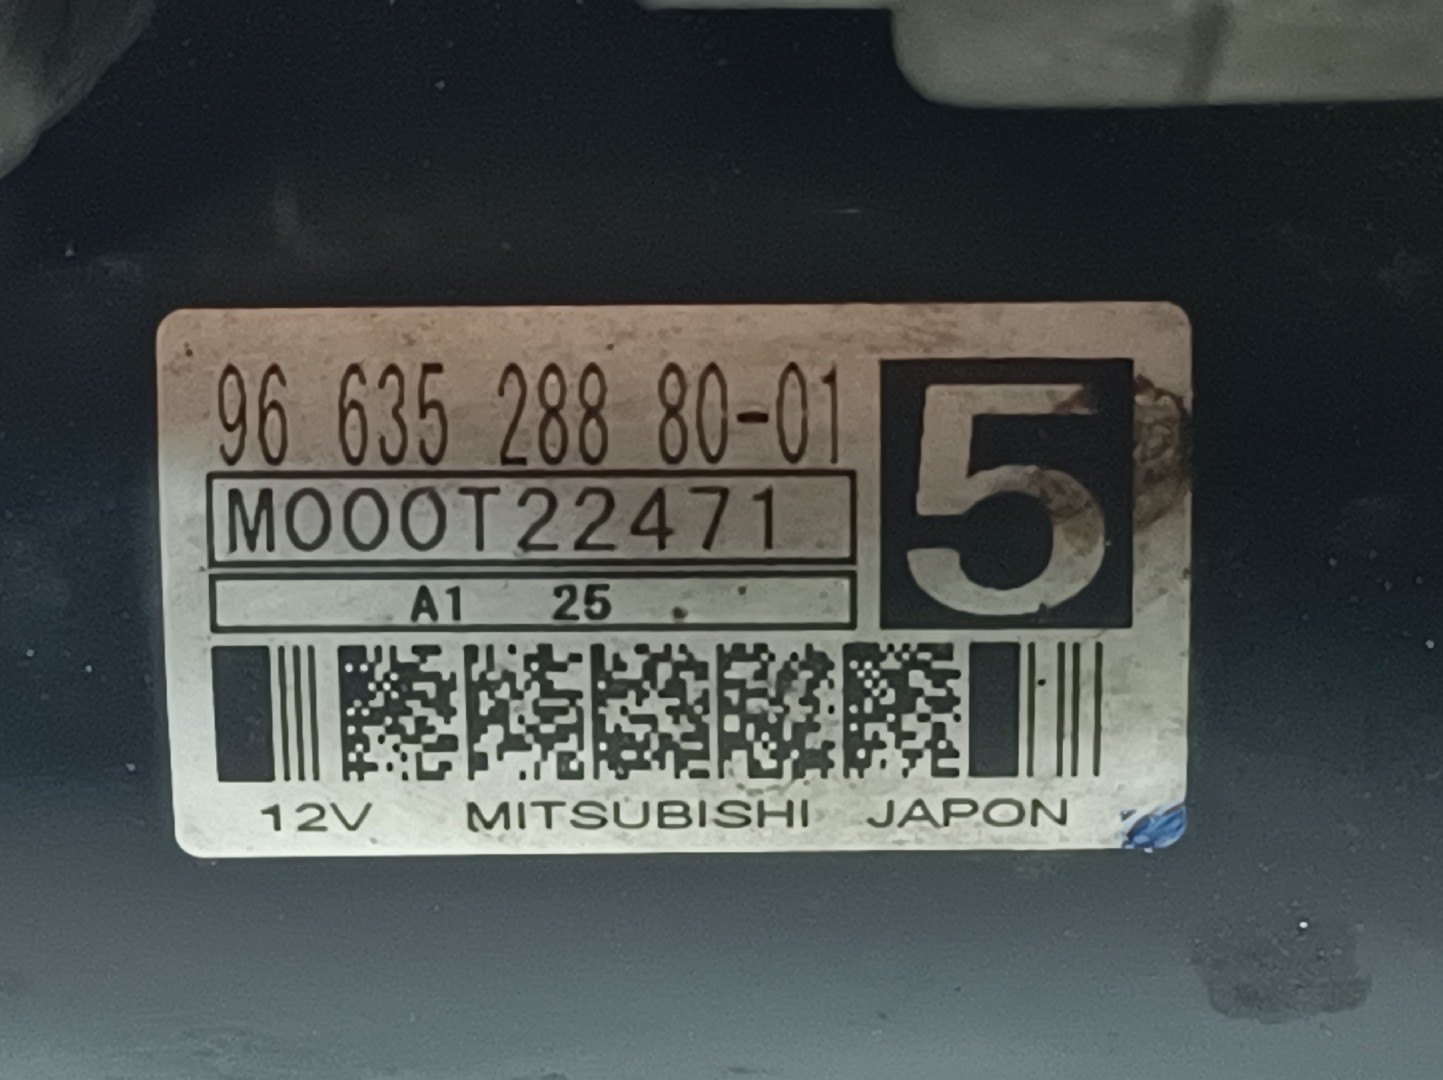 96 635 288 80-01
5
M000T22471
A1 25
12V MITSUBISHI JAPON